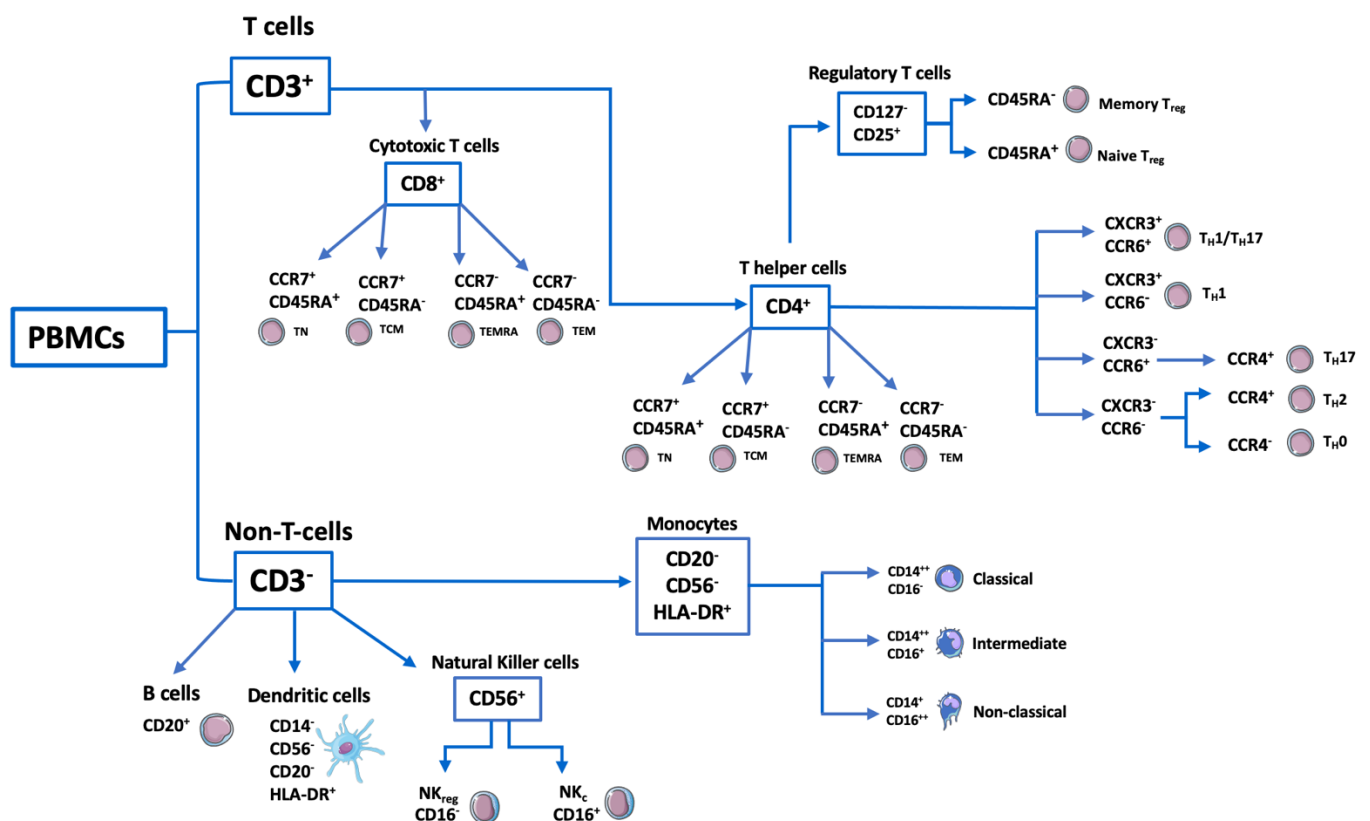 T cells
CD3⁺
Cytotoxic T cells
CD8⁺
CCR7⁺
CD45RA⁺
TN
CCR7⁺
CD45RA⁻
TCM
CCR7⁻
CD45RA⁺
TEMRA
CCR7⁻
CD45RA⁻
TEM
Regulatory T cells
CD127⁻
CD25⁺
CD45RA⁻
Memory Treg
CD45RA⁺
Naive Treg
T helper cells
CD4⁺
CCR7⁺
CD45RA⁺
TN
CCR7⁺
CD45RA⁻
TCM
CCR7⁻
CD45RA⁺
TEMRA
CCR7⁻
CD45RA⁻
TEM
CXCR3⁺
CCR6⁺
TH1/TH17
CXCR3⁺
CCR6⁻
TH1
CXCR3⁻
CCR6⁺
CCR4⁺
TH17
CXCR3⁻
CCR6⁻
CCR4⁺
TH2
CCR4⁻
TH0
PBMCs
Non-T-cells
CD3⁻
B cells
CD20⁺
Dendritic cells
CD14⁻
CD56⁻
CD20⁻
HLA-DR⁺
Natural Killer cells
CD56⁺
NKreg
CD16⁻
NKc
CD16⁺
Monocytes
CD20⁻
CD56⁻
HLA-DR⁺
CD14⁺⁺
CD16⁻
Classical
CD14⁺⁺
CD16⁺
Intermediate
CD14⁺
CD16⁺⁺
Non-classical